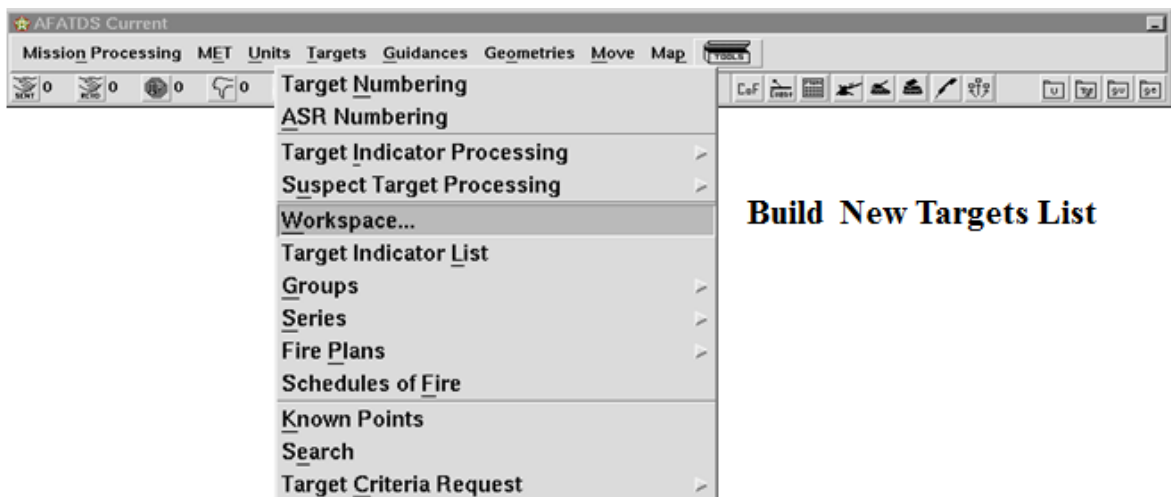 AFATDS Current
Mission Processing MET Units Targets Guidances Geometries Move Map TOOLS
SENT 0 RCVD 0 0 0 CoF
Target Numbering
ASR Numbering
Target Indicator Processing
Suspect Target Processing
Workspace...
Build New Targets List
Target Indicator List
Groups
Series
Fire Plans
Schedules of Fire
Known Points
Search
Target Criteria Request